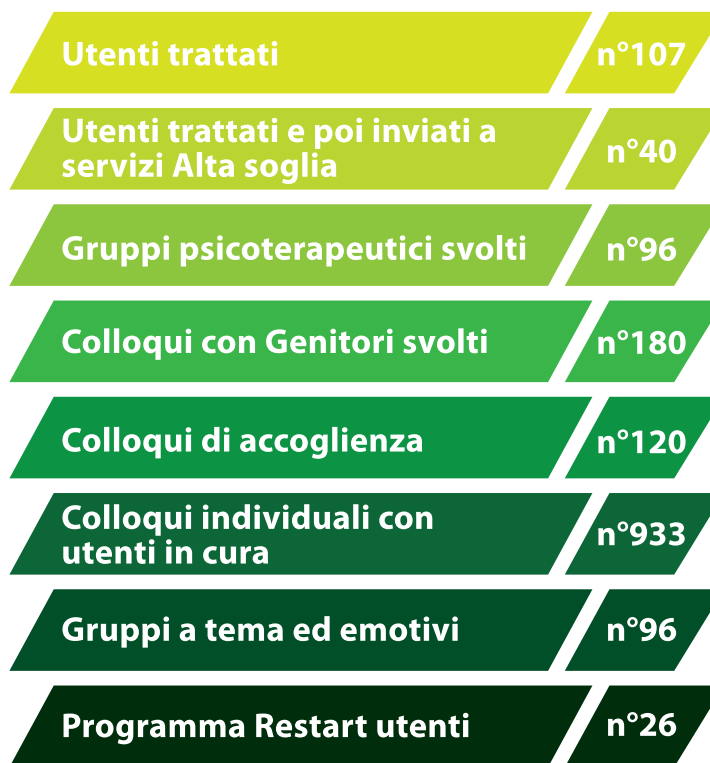 Utenti trattati n°107
Utenti trattati e poi inviati a
servizi Alta soglia n°40
Gruppi psicoterapeutici svolti n°96
Colloqui con Genitori svolti n°180
Colloqui di accoglienza n°120
Colloqui individuali con
utenti in cura n°933
Gruppi a tema ed emotivi n°96
Programma Restart utenti n°26